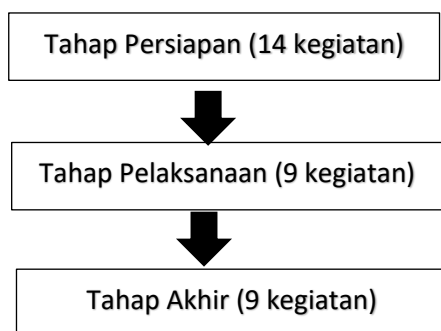 Tahap Persiapan (14 kegiatan)
Tahap Pelaksanaan (9 kegiatan)
Tahap Akhir (9 kegiatan)